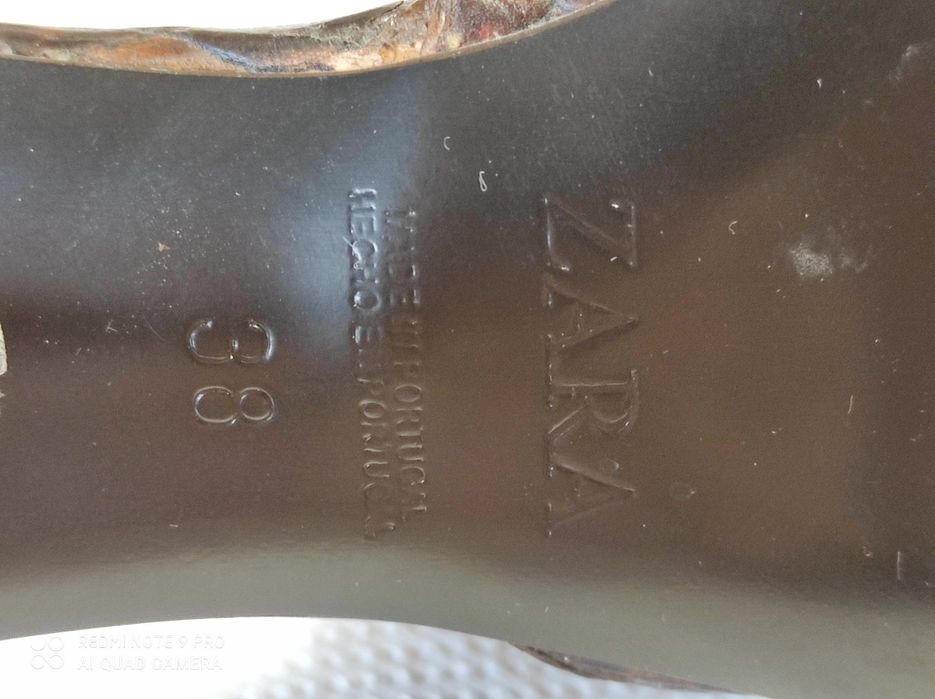 ZARA
MADE IN PORTUGAL
HECHO EN PORTUGAL
38
REDMI NOTE 9 PRO
AI QUAD CAMERA